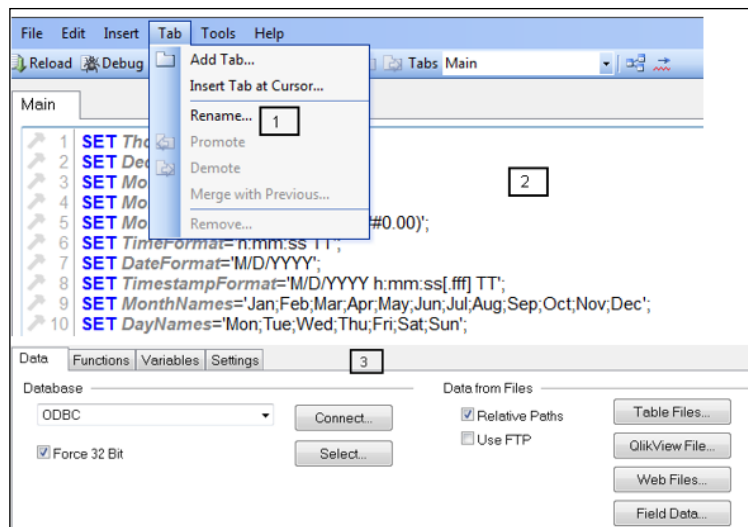 File Edit Insert Tab Tools Help
Reload Debug Tabs Main
Add Tab...
Insert Tab at Cursor...
Rename...
Promote
Demote
Merge with Previous...
Remove...
1
Main
2
1 SET Tho
2 SET Dec
3 SET Mo
4 SET Mo
5 SET Mo #0.00)';
6 SET TimeFormat='h:mm:ss TT';
7 SET DateFormat='M/D/YYYY';
8 SET TimestampFormat='M/D/YYYY h:mm:ss[.fff] TT';
9 SET MonthNames='Jan;Feb;Mar;Apr;May;Jun;Jul;Aug;Sep;Oct;Nov;Dec';
10 SET DayNames='Mon;Tue;Wed;Thu;Fri;Sat;Sun';
Data Functions Variables Settings
3
Database
ODBC
Connect...
Force 32 Bit
Select...
Data from Files
Relative Paths
Use FTP
Table Files...
QlikView File...
Web Files...
Field Data...